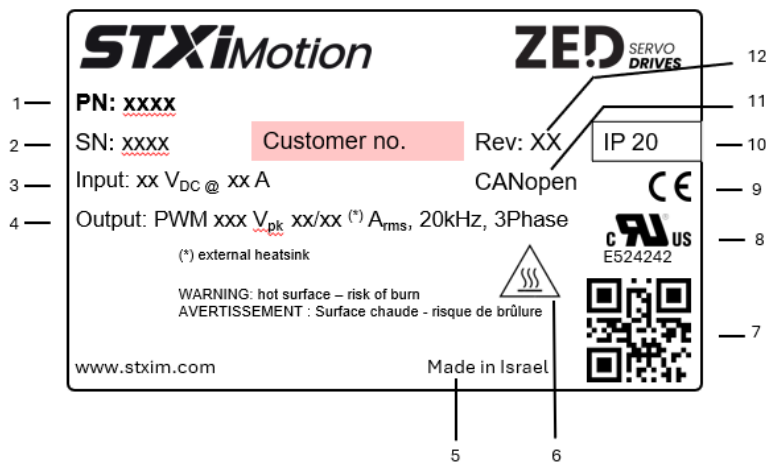 STXiMotion
ZED SERVO DRIVES
12
11
1
PN: xxxx
2
SN: xxxx
Customer no.
Rev: XX
IP 20
10
3
Input: xx VDC @ xx A
CANopen
CE
9
4
Output: PWM xxx Vpk xx/xx (*) Arms, 20kHz, 3Phase
c RU US
8
E524242
(*) external heatsink
WARNING: hot surface – risk of burn
AVERTISSEMENT : Surface chaude - risque de brûlure
7
www.stxim.com
Made in Israel
5
6